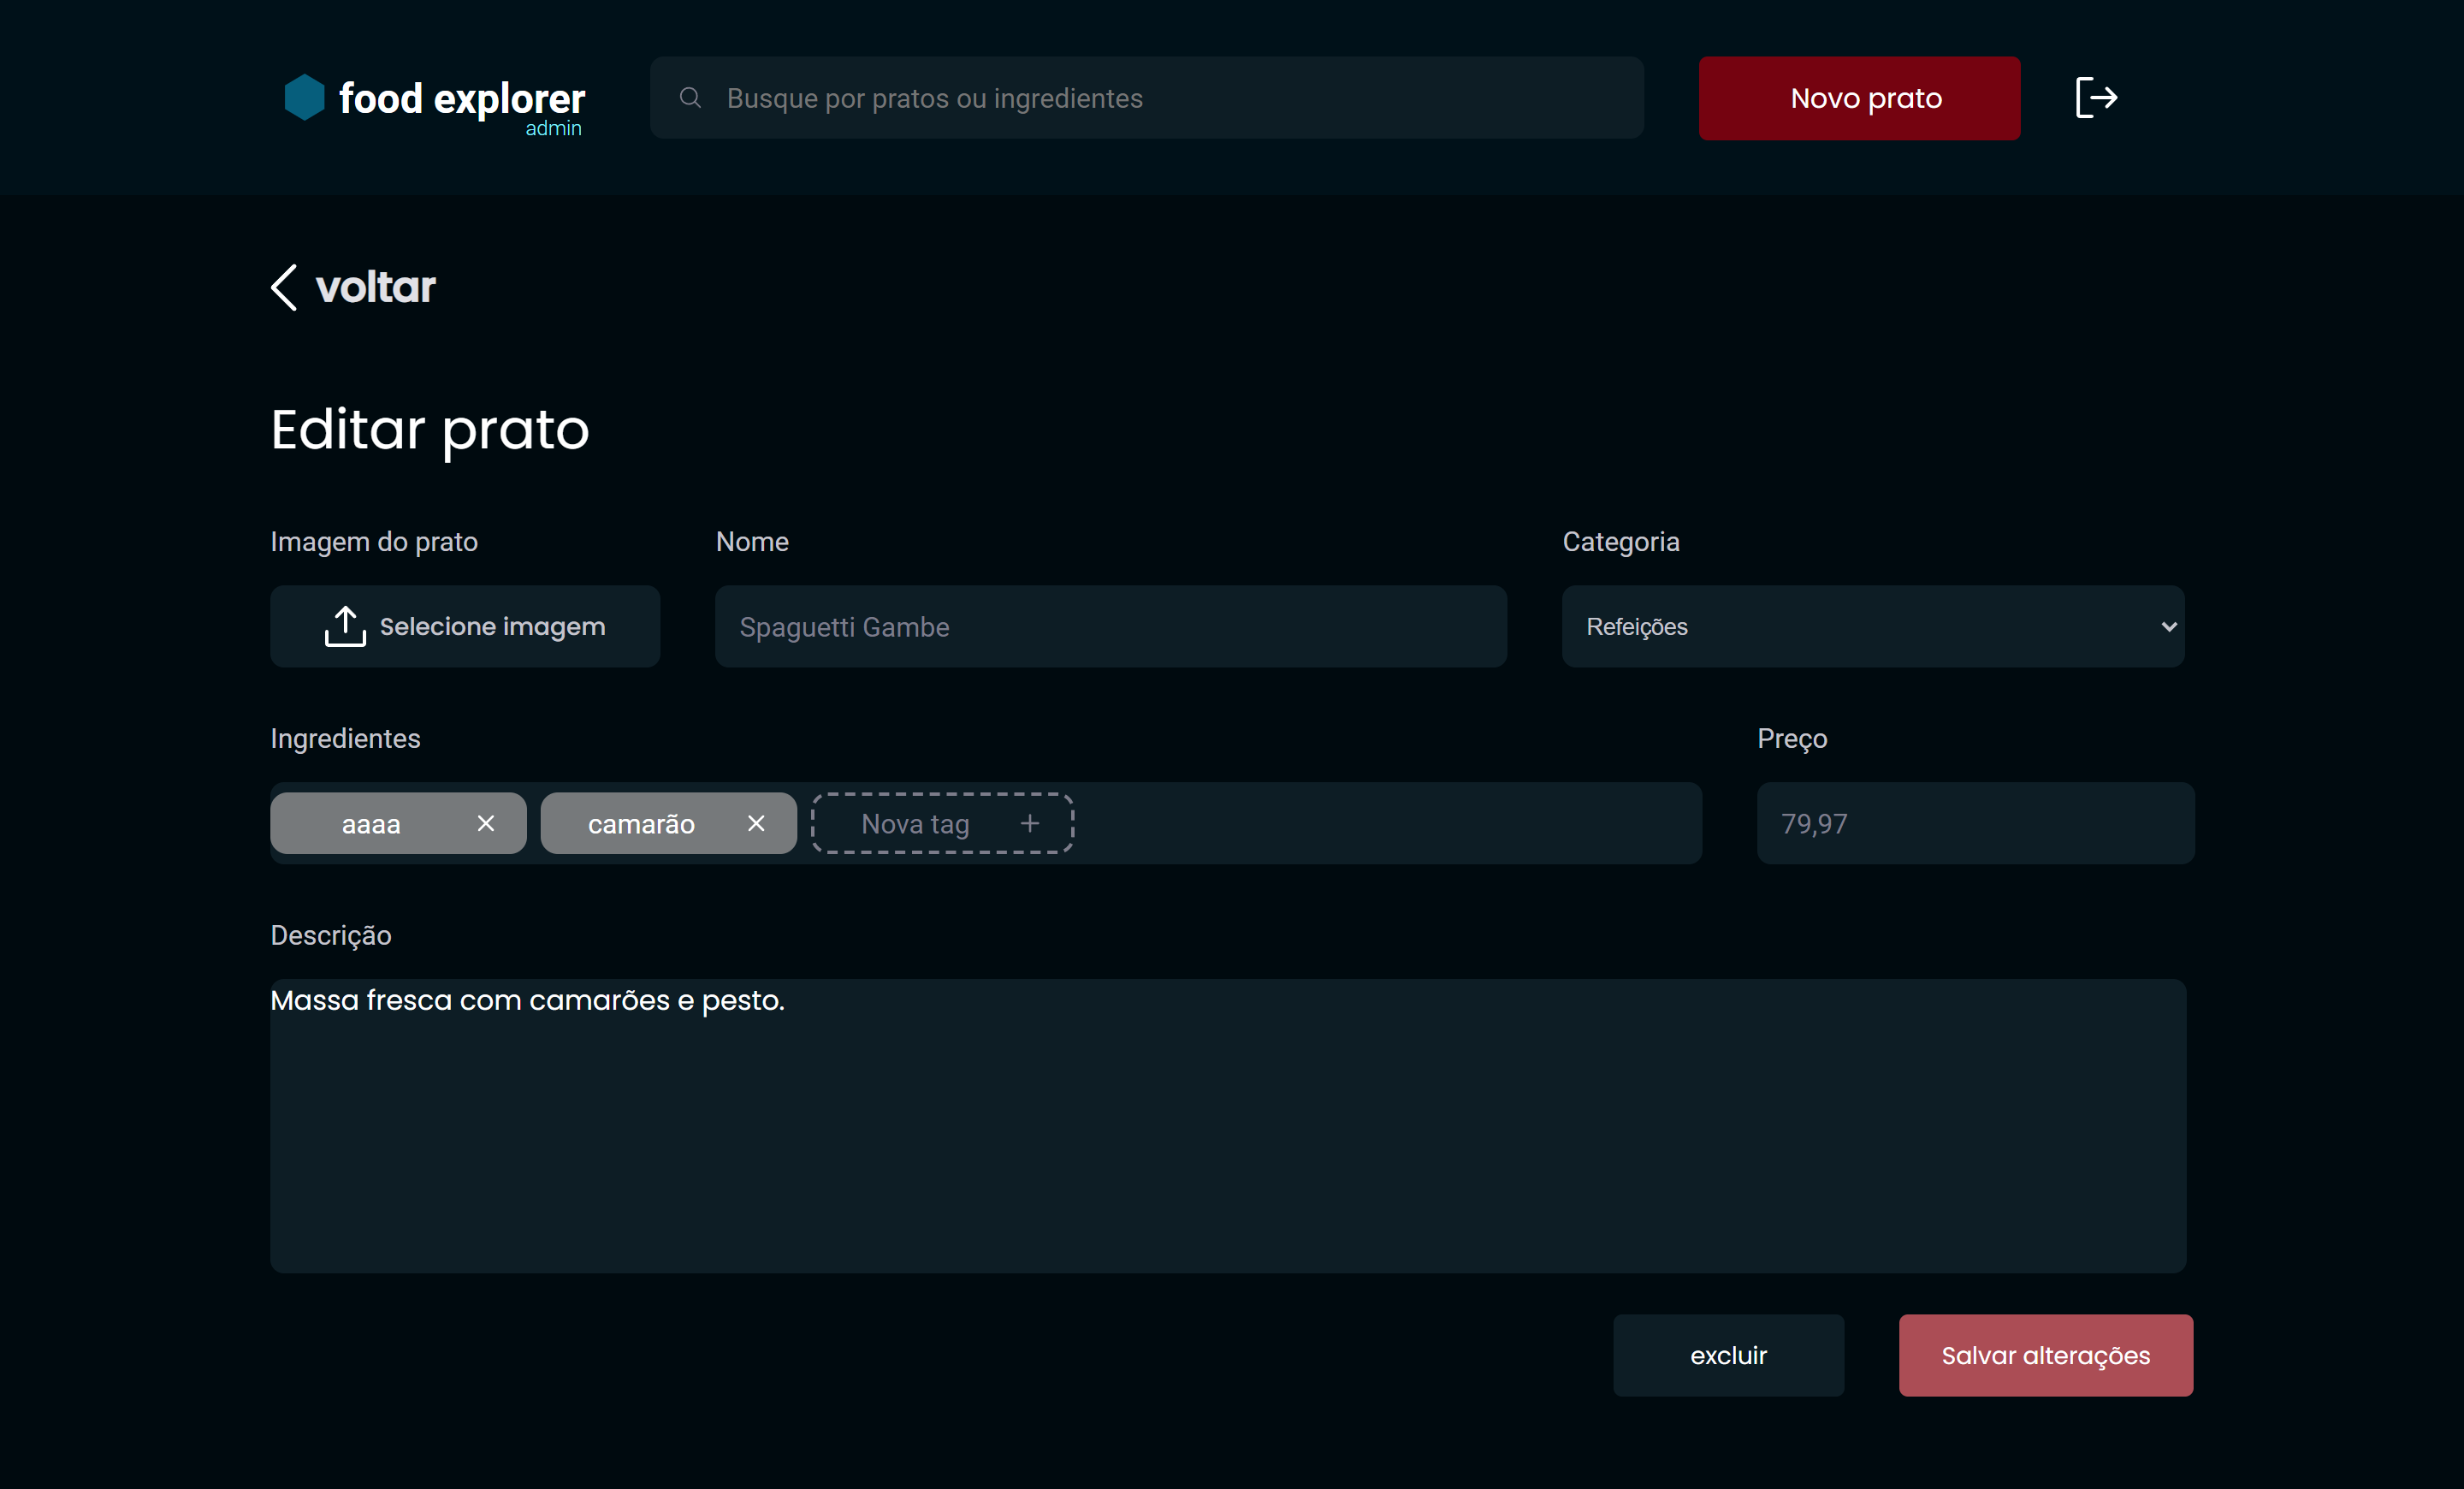 food explorer
admin
Busque por pratos ou ingredientes
Novo prato
voltar
Editar prato
Imagem do prato
Nome
Categoria
Selecione imagem
Spaguetti Gambe
Refeições
Ingredientes
Preço
aaaa
camarão
Nova tag
79,97
Descrição
Massa fresca com camarões e pesto.
excluir
Salvar alterações